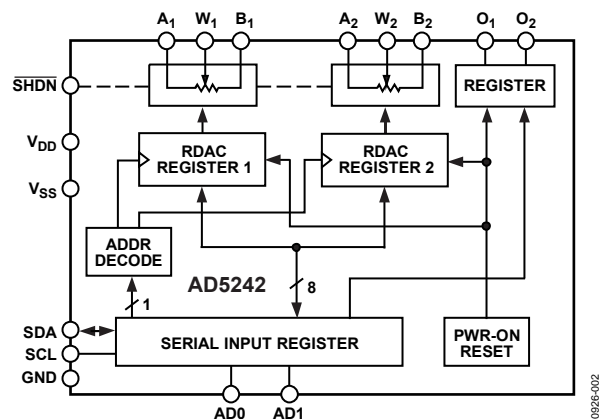 A1 W1 B1 A2 W2 B2 O1 O2
SHDN
REGISTER
VDD
RDAC
REGISTER 1
RDAC
REGISTER 2
VSS
ADDR
DECODE
AD5242
8
1
SDA
SCL
GND
SERIAL INPUT REGISTER
PWR-ON
RESET
AD0 AD1
0926-002